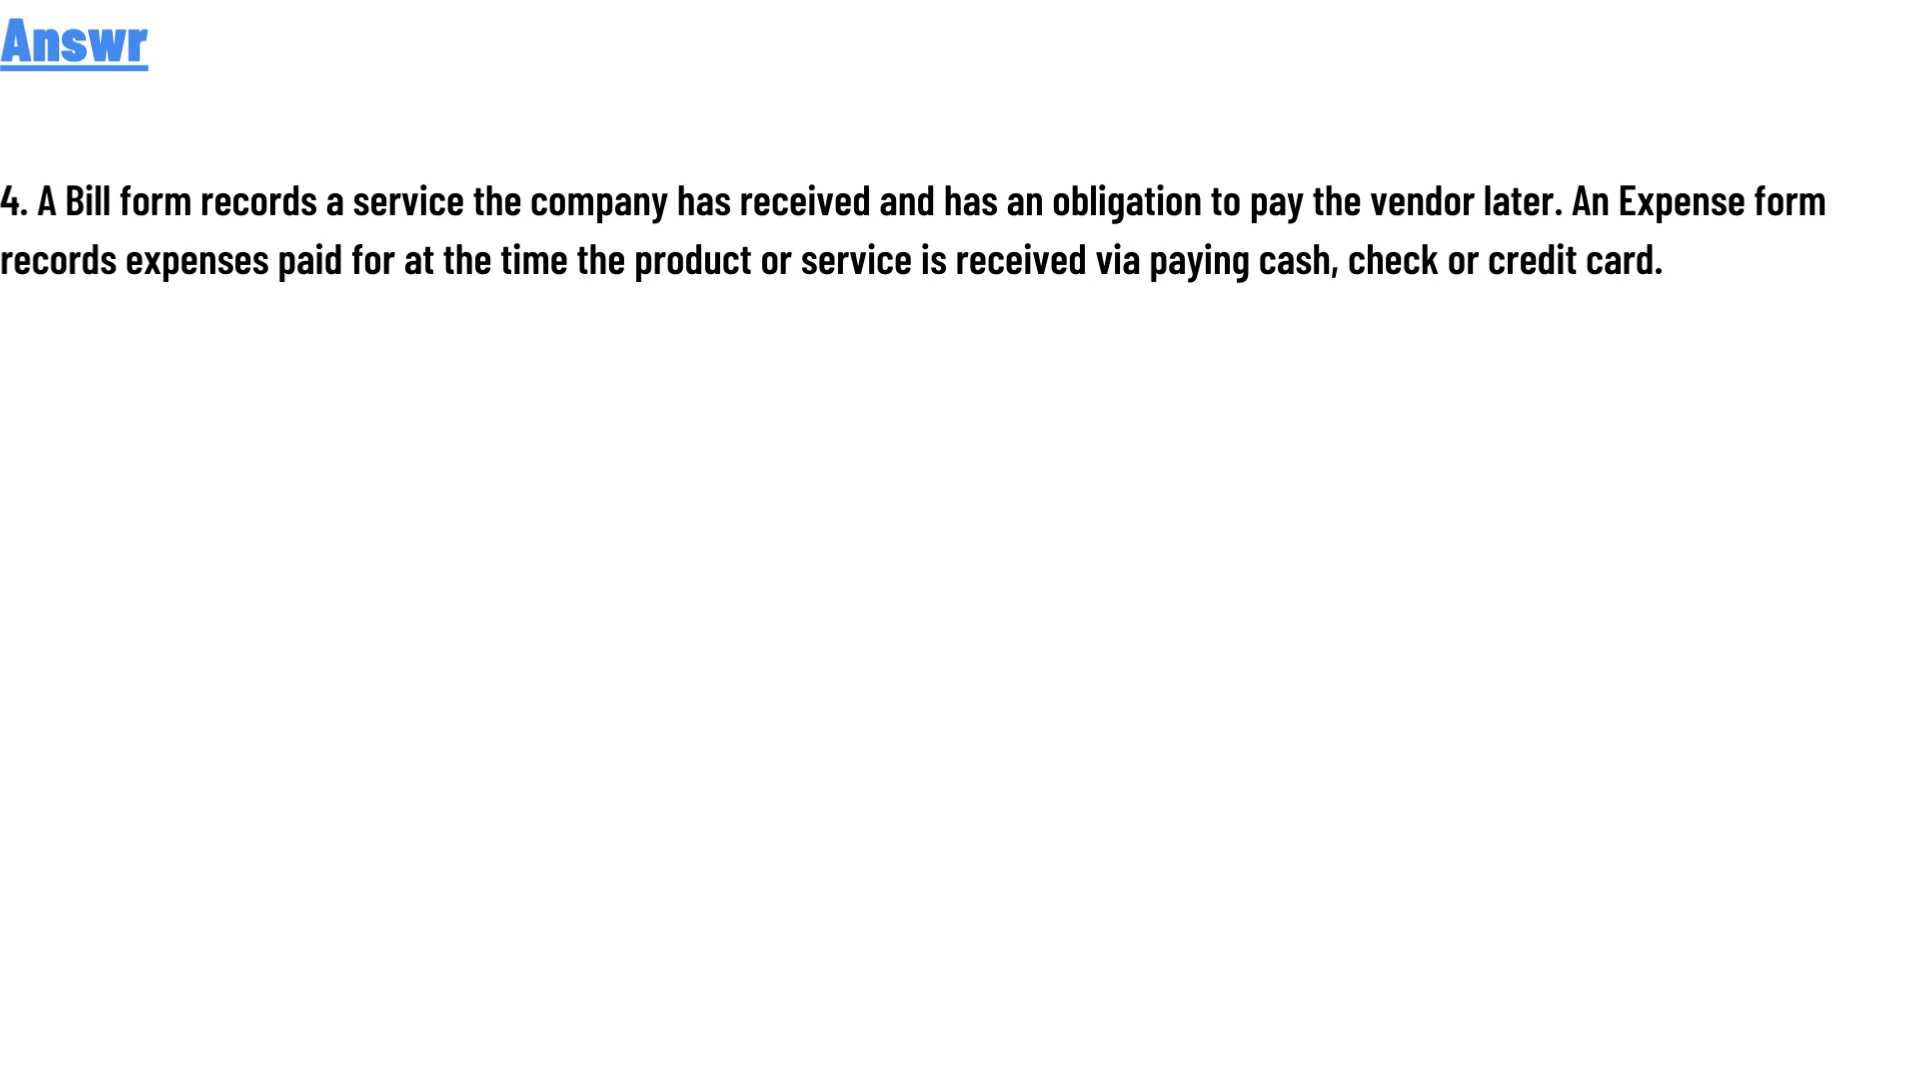 Answr
4. A Bill form records a service the company has received and has an obligation to pay the vendor later. An Expense form
records expenses paid for at the time the product or service is received via paying cash, check or credit card.